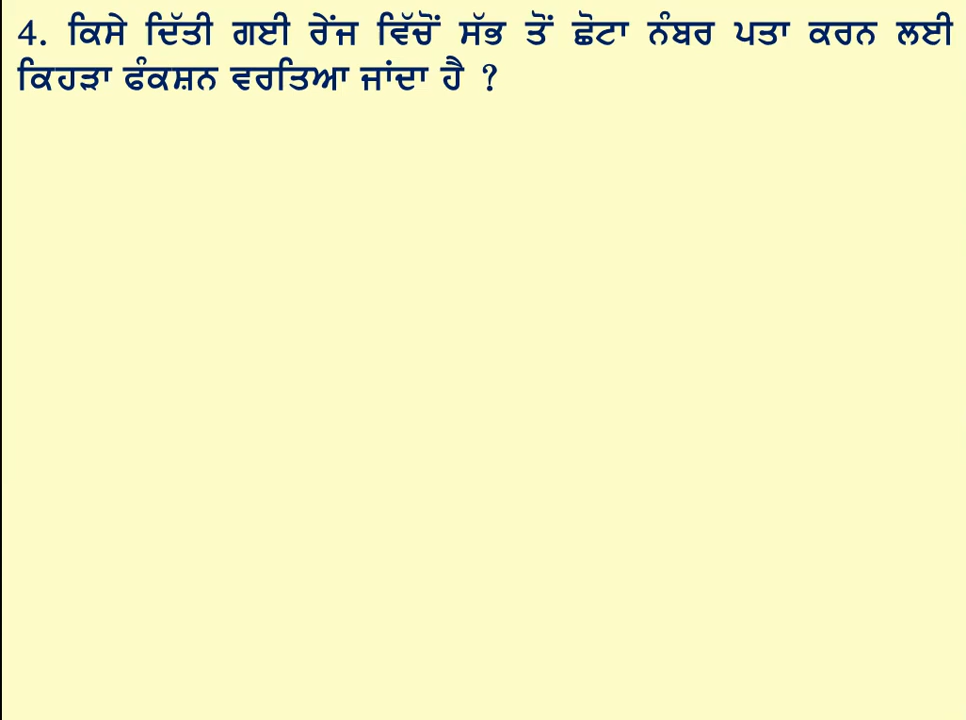 4. ਕਿਸੇ ਦਿੱਤੀ ਗਈ ਰੇਂਜ ਵਿੱਚੋਂ ਸੱਭ ਤੋਂ ਛੋਟਾ ਨੰਬਰ ਪਤਾ ਕਰਨ ਲਈ
ਕਿਹੜਾ ਫੰਕਸ਼ਨ ਵਰਤਿਆ ਜਾਂਦਾ ਹੈ ?